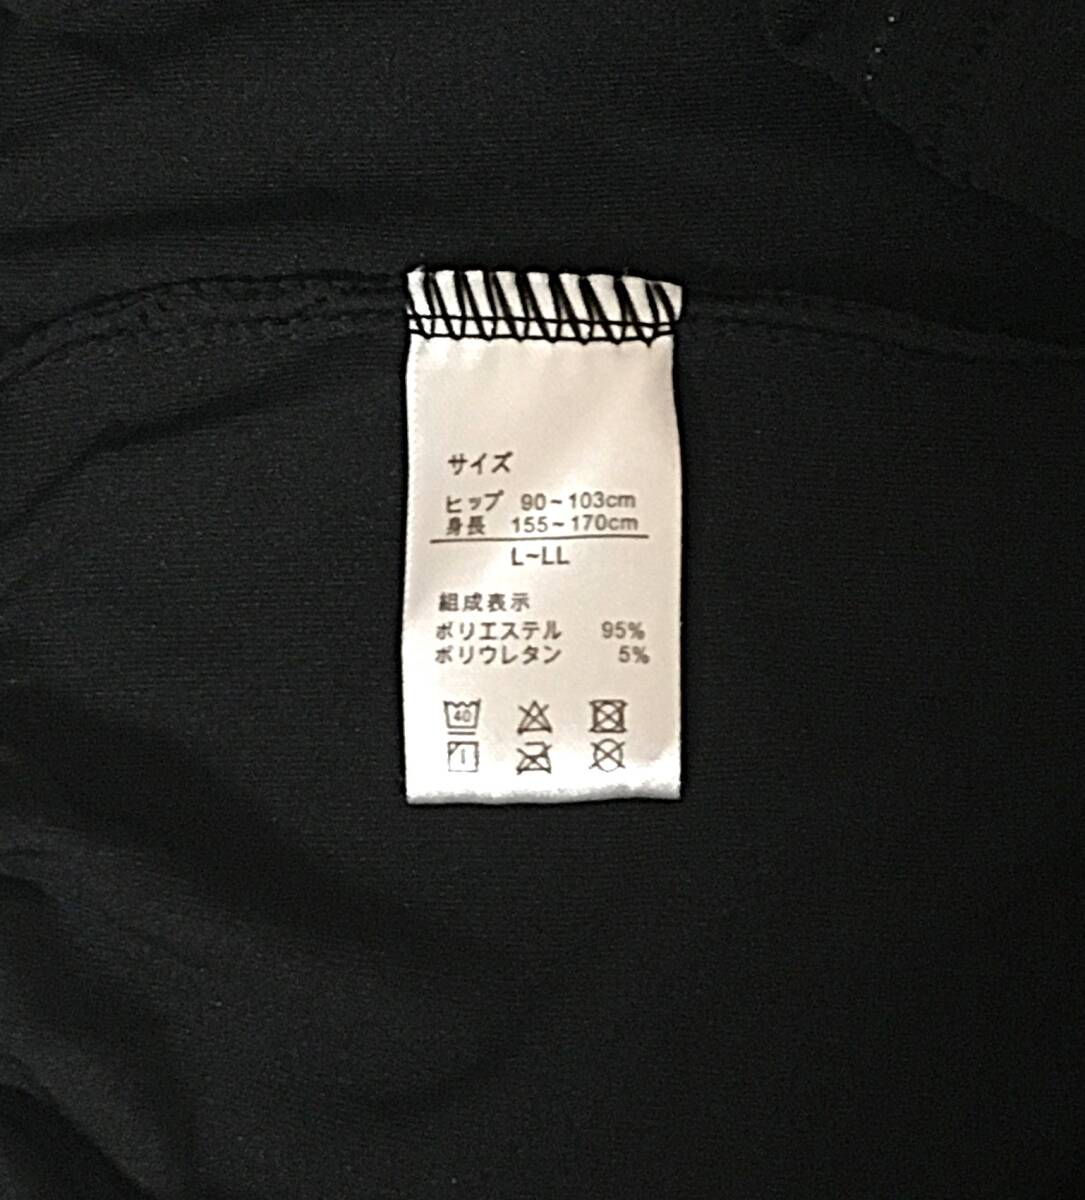 サイズ
ヒップ 90~103cm
身長 155~170cm
L~LL
組成表示
ポリエステル 95%
ポリウレタン 5%
40